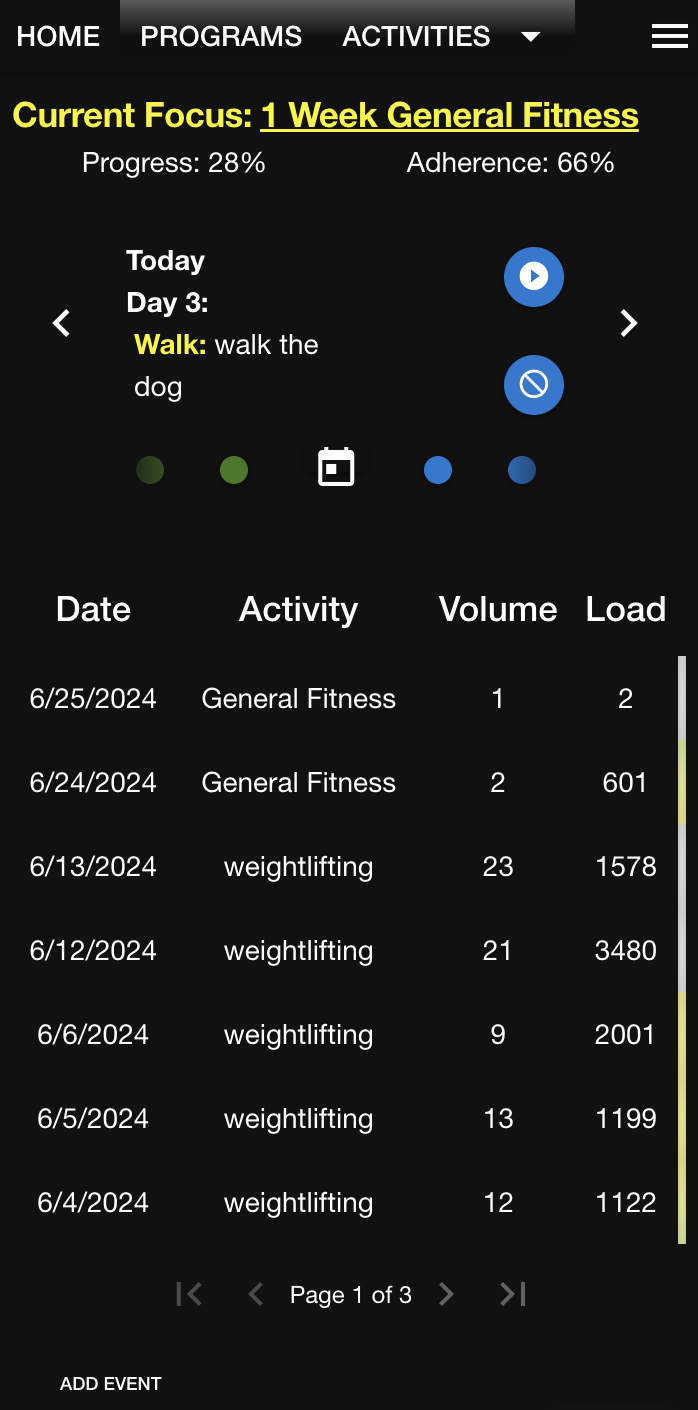 HOME PROGRAMS ACTIVITIES
Current Focus: 1 Week General Fitness
Progress: 28% Adherence: 66%
Today
Day 3:
Walk: walk the
dog
Date Activity Volume Load
6/25/2024 General Fitness 1 2
6/24/2024 General Fitness 2 601
6/13/2024 weightlifting 23 1578
6/12/2024 weightlifting 21 3480
6/6/2024 weightlifting 9 2001
6/5/2024 weightlifting 13 1199
6/4/2024 weightlifting 12 1122
Page 1 of 3
ADD EVENT